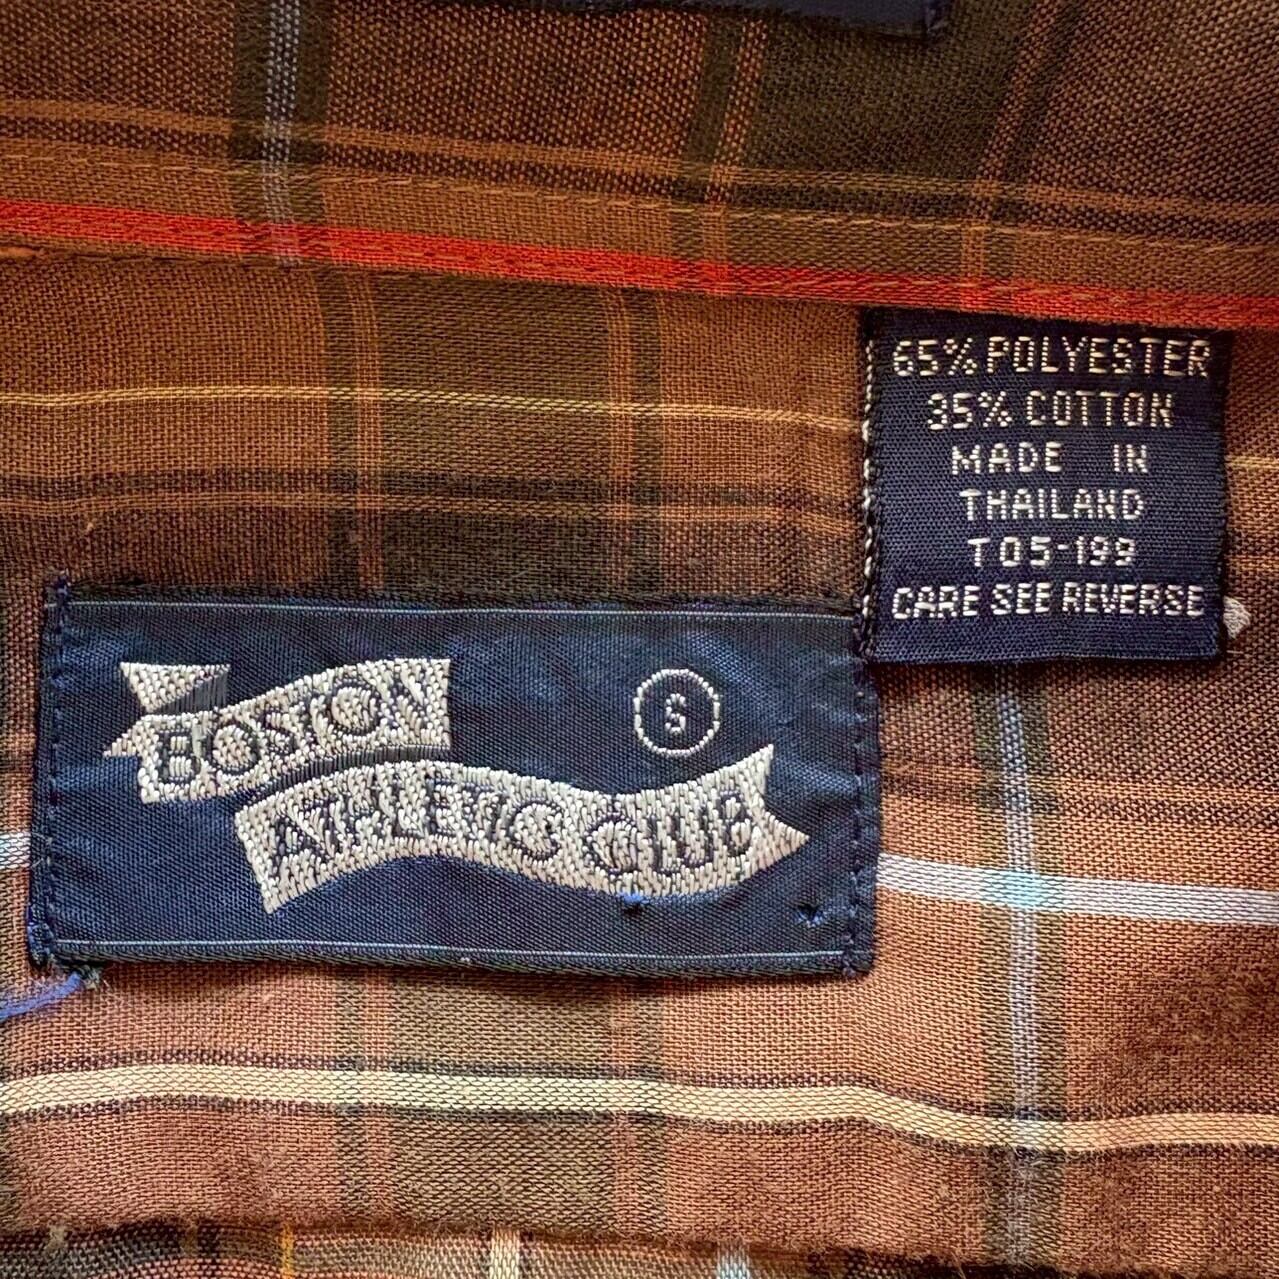 65% POLYESTER
35% COTTON
MADE IN
THAILAND
T05-199
CARE SEE REVERSE
BOSTON
S
ATHLETIC CLUB